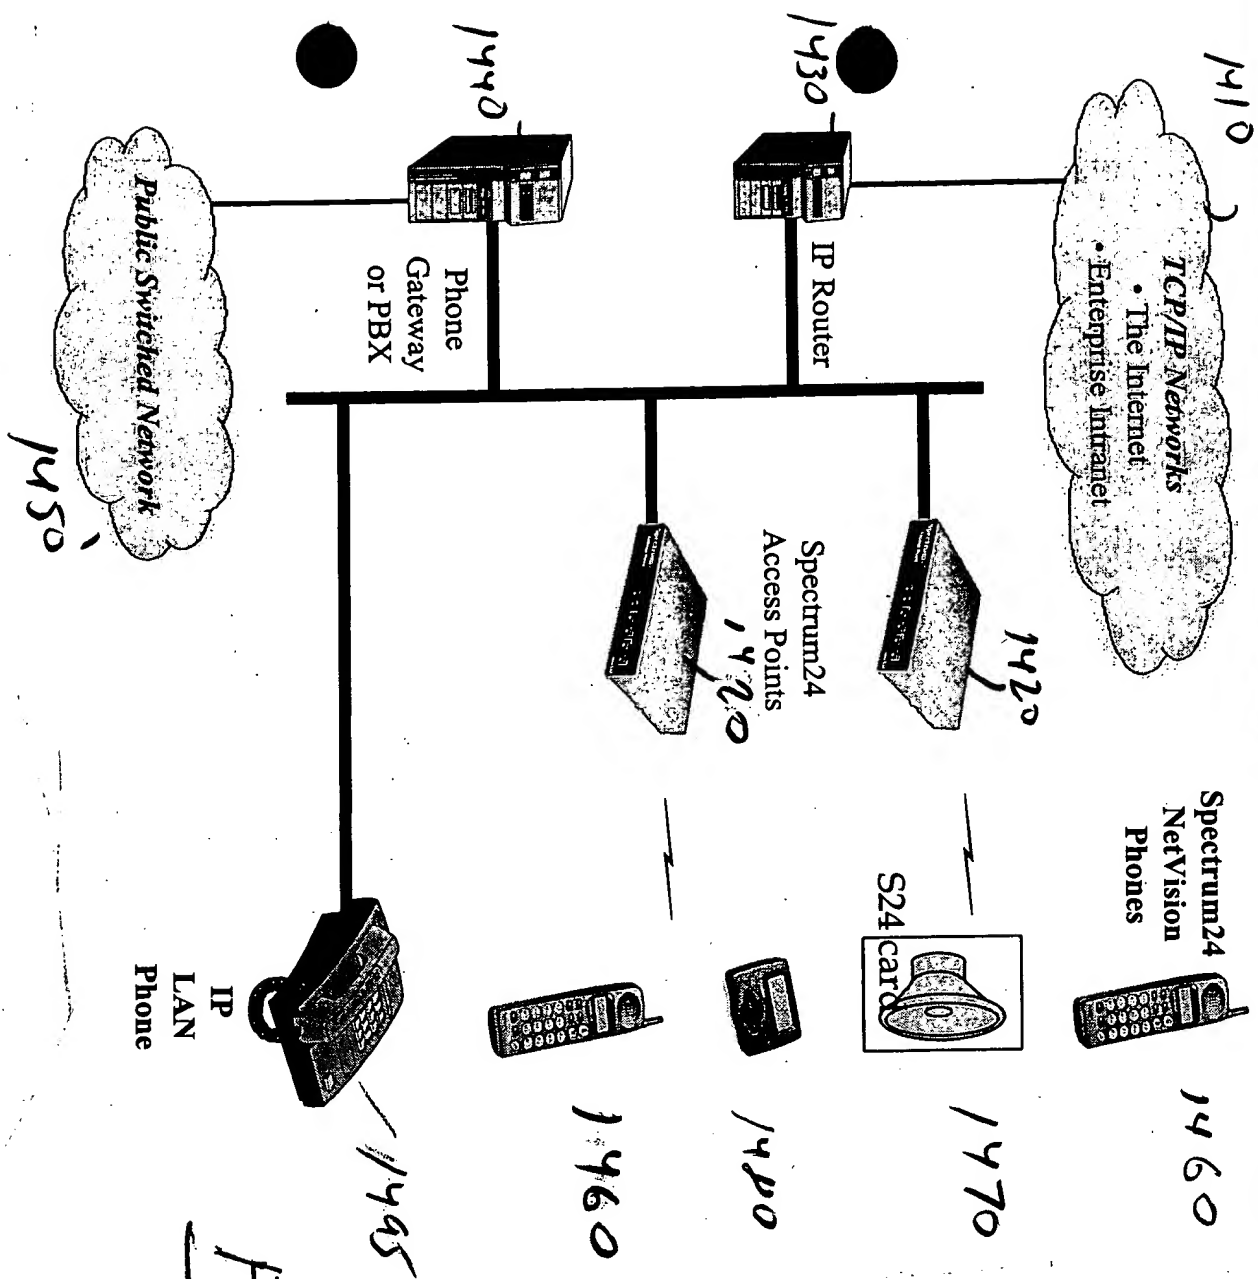 1410
TCP/IP Networks
• The Internet
• Enterprise Intranet
1430
IP Router
1440
Phone
Gateway
or PBX
Public Switched Network
1450
1420
Spectrum24
Access Points
1420
Spectrum24
NetVision
Phones
1460
S24 card
1470
1480
1460
IP
LAN
Phone
1495